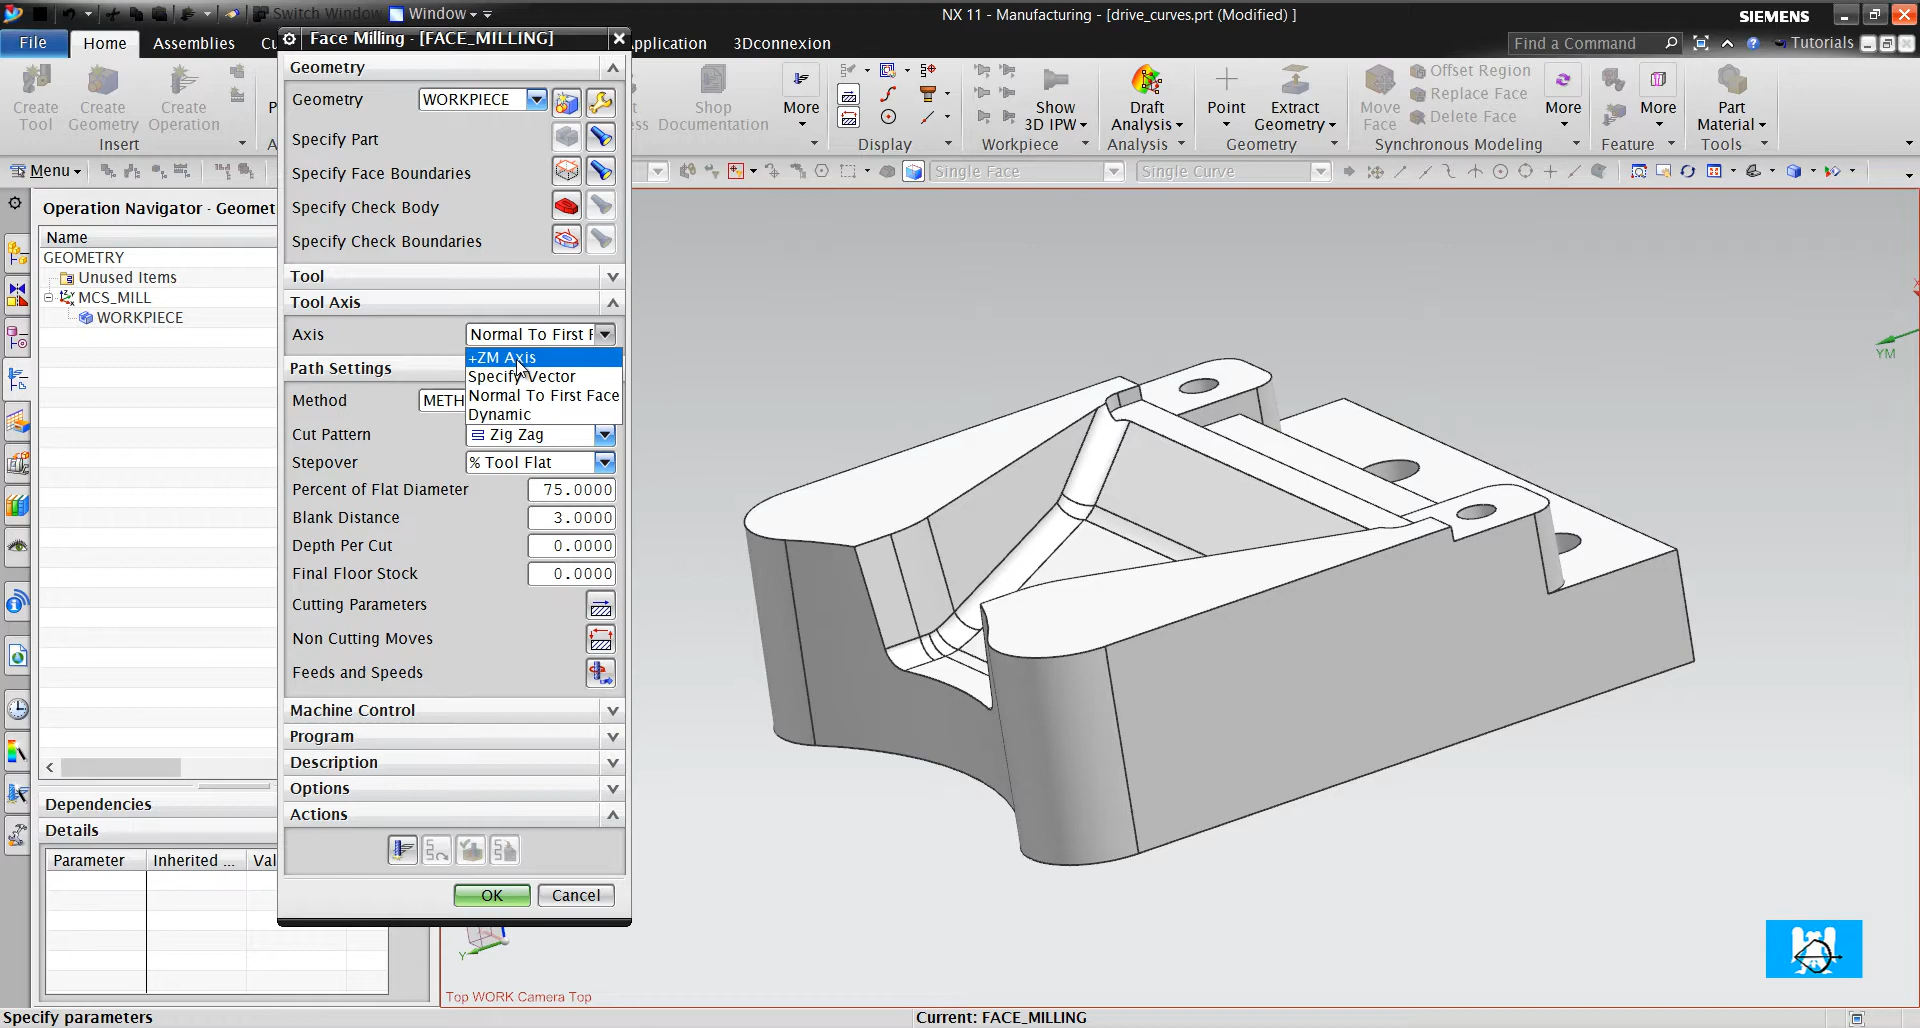 Switch Window
Window
NX 11 - Manufacturing - [drive_curves.prt (Modified) ]
SIEMENS
File
Home
Assemblies
Application
3Dconnexion
Find a Command
Tutorials
Face Milling - [FACE_MILLING]
Create Tool
Create Geometry
Create Operation
Insert
Shop Documentation
More
Display
Show 3D IPW
Workpiece
Draft Analysis
Analysis
Point
Extract Geometry
Geometry
Move Face
Offset Region
Replace Face
Delete Face
More
Synchronous Modeling
More
Feature
Part Material
Tools
Menu
Single Face
Single Curve
Operation Navigator - Geomet
Name
GEOMETRY
Unused Items
MCS_MILL
WORKPIECE
Dependencies
Details
Parameter
Inherited ...
Val
Geometry
Geometry
WORKPIECE
Specify Part
Specify Face Boundaries
Specify Check Body
Specify Check Boundaries
Tool
Tool Axis
Axis
Normal To First F
+ZM Axis
Specify Vector
Normal To First Face
Dynamic
Path Settings
Method
METH
Cut Pattern
Zig Zag
Stepover
% Tool Flat
Percent of Flat Diameter
75.0000
Blank Distance
3.0000
Depth Per Cut
0.0000
Final Floor Stock
0.0000
Cutting Parameters
Non Cutting Moves
Feeds and Speeds
Machine Control
Program
Description
Options
Actions
OK
Cancel
YM
Y
Top WORK Camera Top
Specify parameters
Current: FACE_MILLING